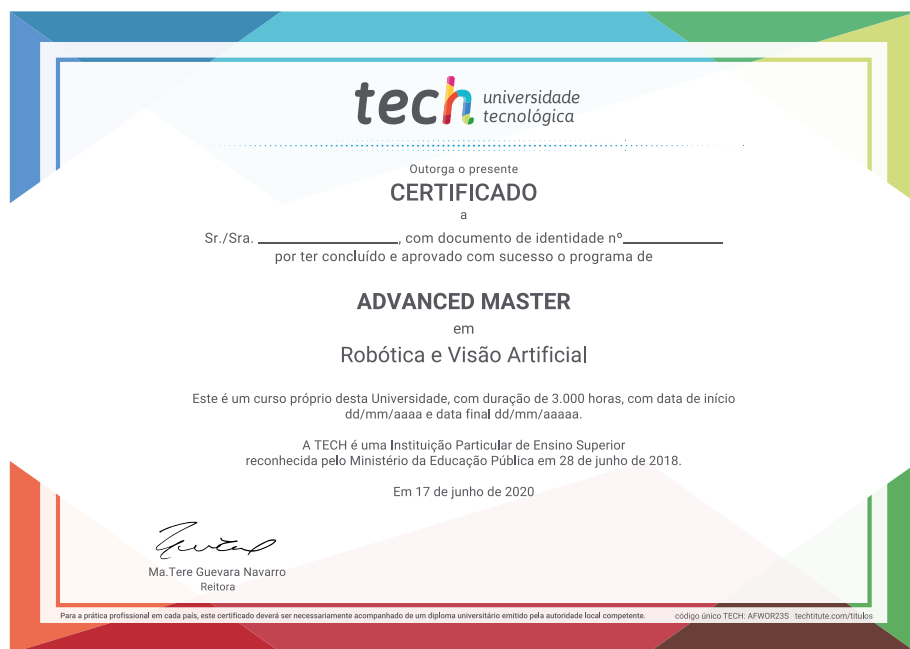 tech universidade
tecnológica
Outorga o presente
CERTIFICADO
a
Sr./Sra. ____________________, com documento de identidade nº______________
por ter concluído e aprovado com sucesso o programa de
ADVANCED MASTER
em
Robótica e Visão Artificial
Este é um curso próprio desta Universidade, com duração de 3.000 horas, com data de início
dd/mm/aaaa e data final dd/mm/aaaaa.
A TECH é uma Instituição Particular de Ensino Superior
reconhecida pelo Ministério da Educação Pública em 28 de junho de 2018.
Em 17 de junho de 2020
Ma.Tere Guevara Navarro
Reitora
Para a prática profissional em cada país, este certificado deverá ser necessariamente acompanhado de um diploma universitário emitido pela autoridade local competente. código único TECH: AFWOR23S techtitute.com/títulos